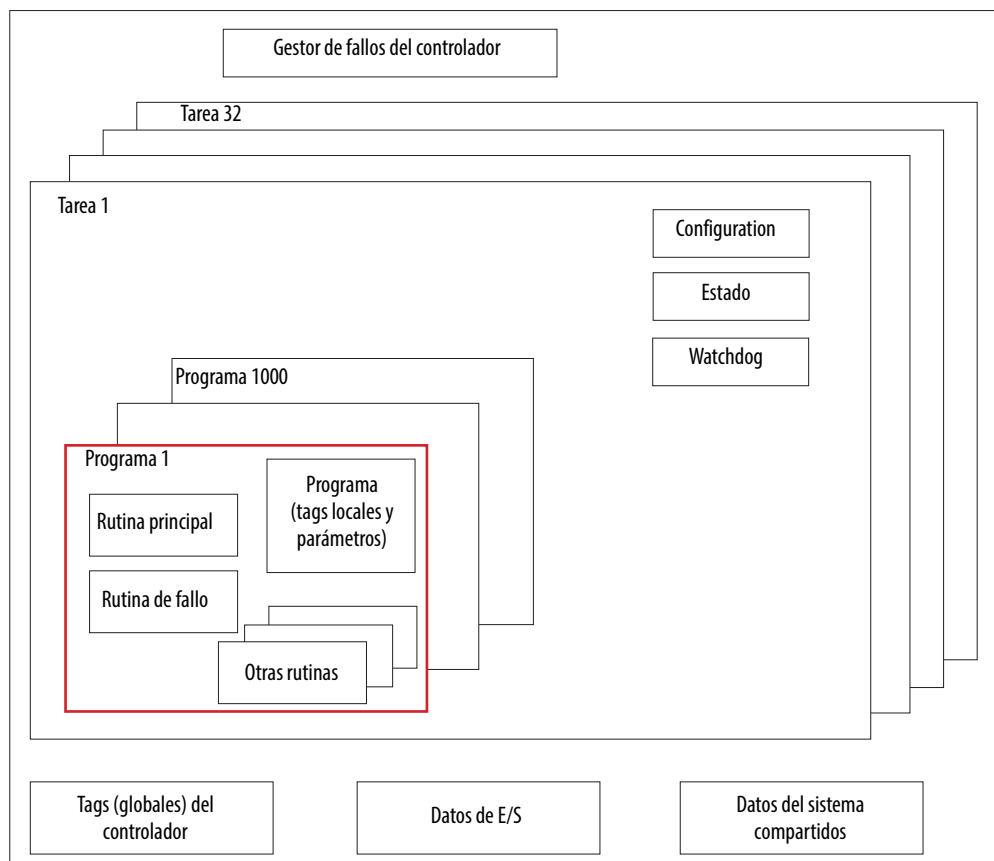 Gestor de fallos del controlador
Tarea 32
Tarea 1
Configuration
Estado
Watchdog
Programa 1000
Programa 1
Programa
(tags locales y
parámetros)
Rutina principal
Rutina de fallo
Otras rutinas
Tags (globales) del
controlador
Datos de E/S
Datos del sistema
compartidos